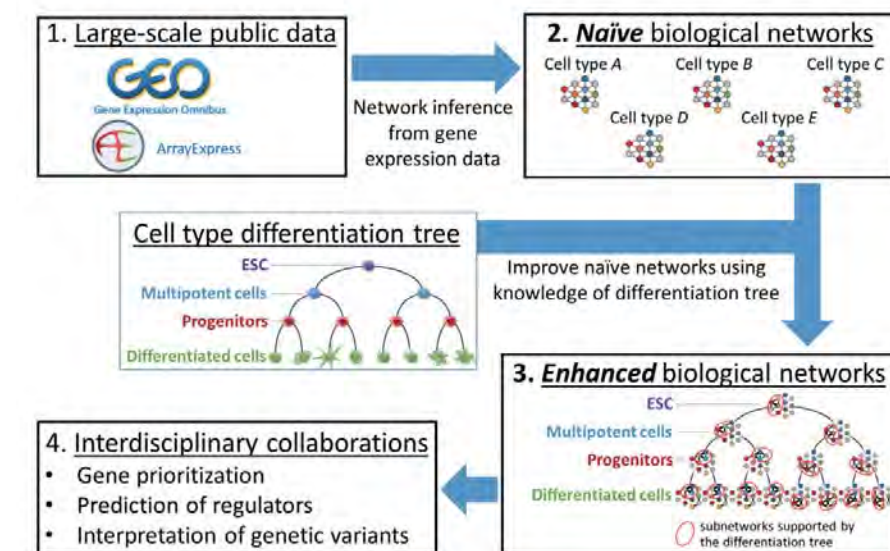 1. Large-scale public data
GEO
Gene Expression Omnibus
ArrayExpress
Network inference
from gene
expression data
2. Naïve biological networks
Cell type A
Cell type B
Cell type C
Cell type D
Cell type E
Cell type differentiation tree
ESC
Multipotent cells
Progenitors
Differentiated cells
Improve naïve networks using
knowledge of differentiation tree
3. Enhanced biological networks
ESC
Multipotent cells
Progenitors
Differentiated cells
subnetworks supported by
the differentiation tree
4. Interdisciplinary collaborations
• Gene prioritization
• Prediction of regulators
• Interpretation of genetic variants